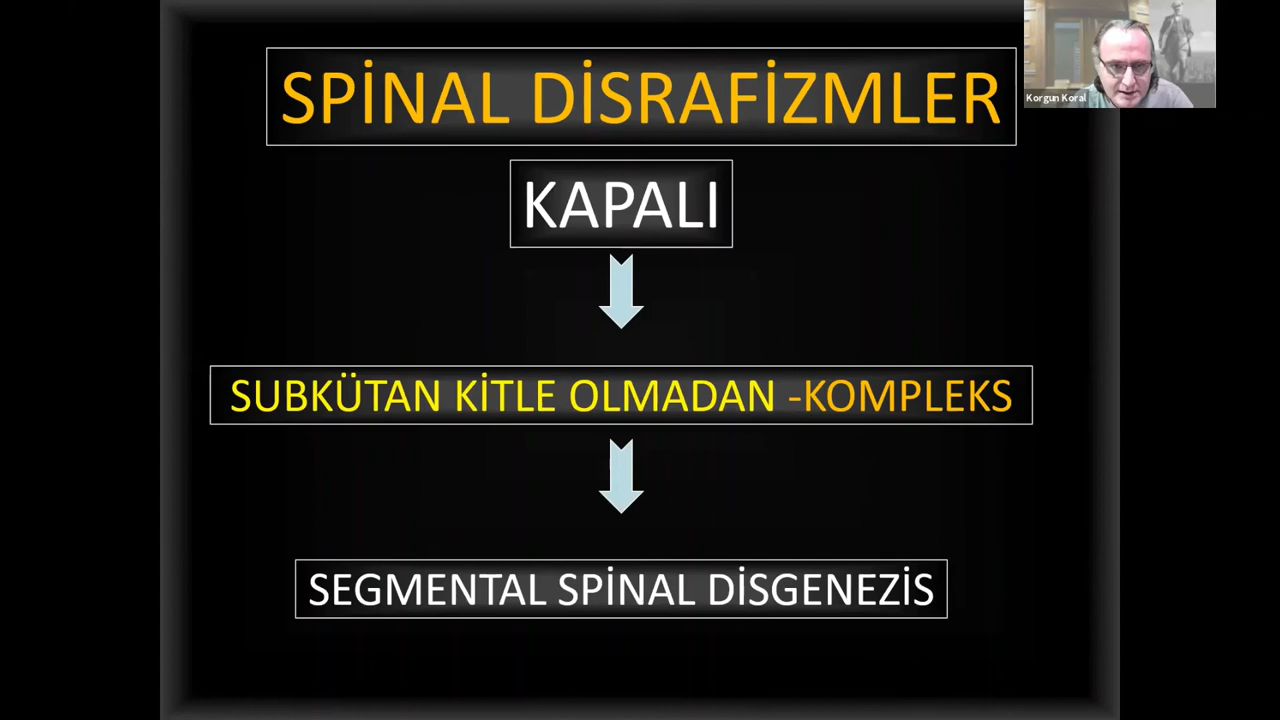 SPİNAL DİSRAFİZMLER
Korgun Koral
KAPALI
SUBKÜTAN KİTLE OLMADAN -KOMPLEKS
SEGMENTAL SPİNAL DİSGENEZİS